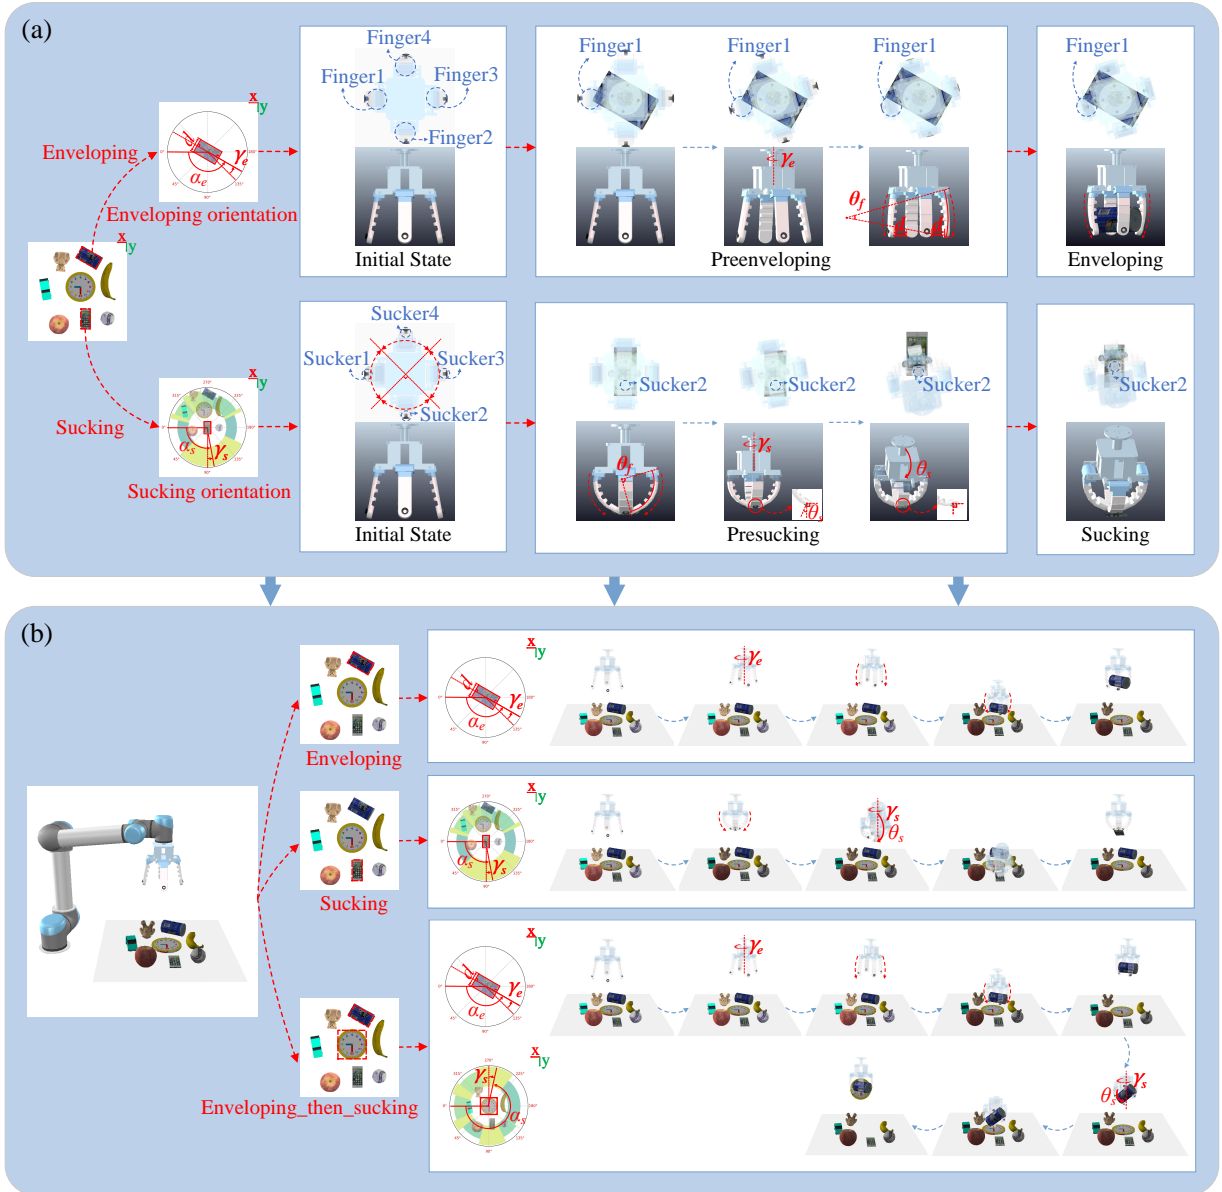 (a)
Finger4
Finger1
Finger3
Finger2
Initial State
Finger1
Finger1
Finger1
γe
θf
d
d
Preenveloping
Finger1
Enveloping
x
y
Enveloping
αe
γe
Enveloping orientation
x
y
Sucking
x
y
αs
γs
Sucking orientation
Sucker4
Sucker1
Sucker3
Sucker2
Initial State
Sucker2
Sucker2
Sucker2
θf
γs
θs
θs
Presucking
Sucker2
Sucking
(b)
Enveloping
x
y
αe
γe
γe
Sucking
x
y
αs
γs
γs
θs
Enveloping_then_sucking
x
y
αe
γe
γe
x
y
γs
αs
γs
θs